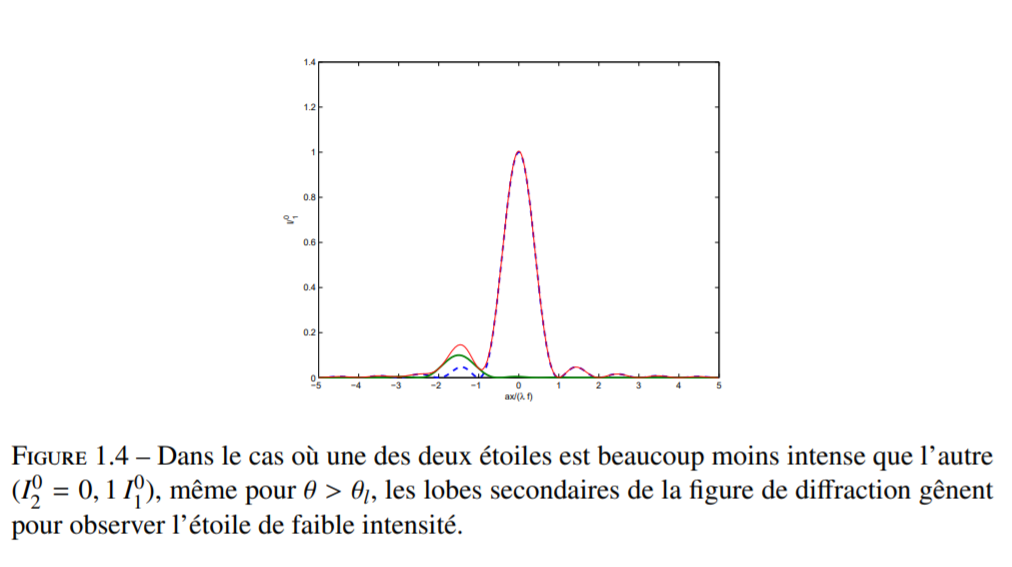 1.4
1.2
1
0.8
I/I₁⁰
0.6
0.4
0.2
0
−5 −4 −3 −2 −1 0 1 2 3 4 5
ax/(λ f)
FIGURE 1.4 – Dans le cas où une des deux étoiles est beaucoup moins intense que l’autre
(I₂⁰ = 0, 1 I₁⁰), même pour θ > θₗ, les lobes secondaires de la figure de diffraction gênent
pour observer l’étoile de faible intensité.